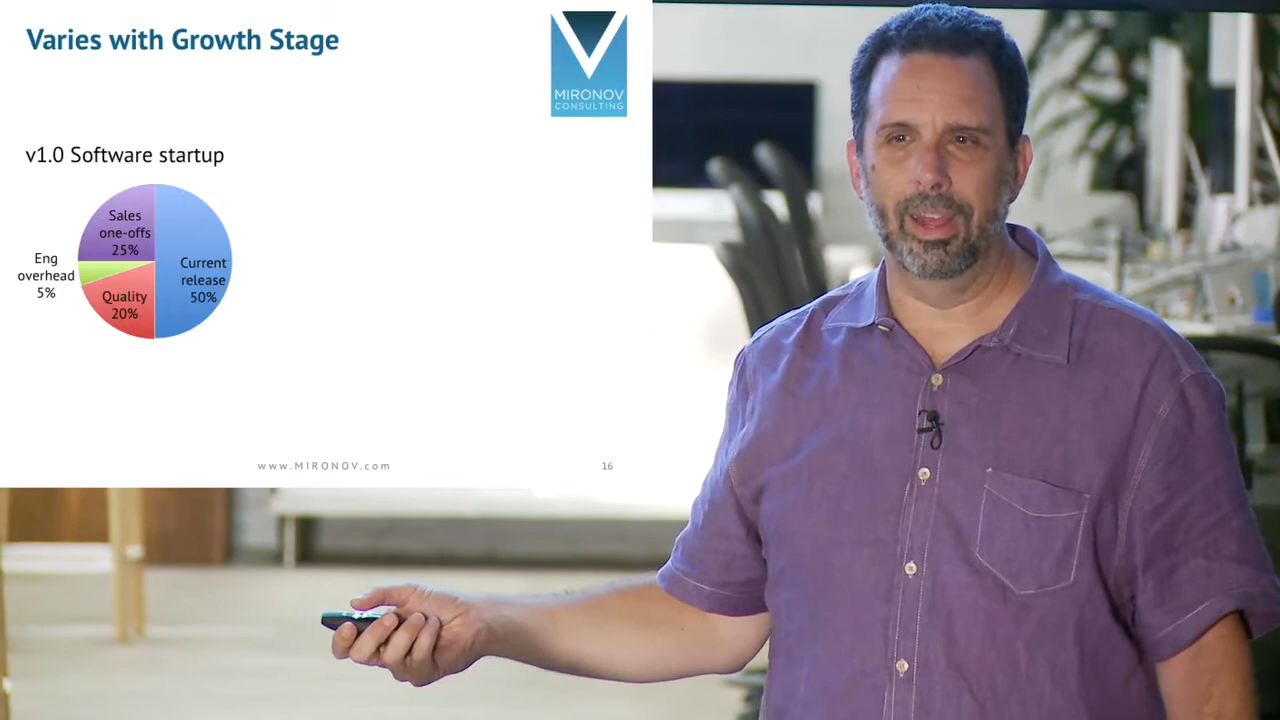 Varies with Growth Stage
MIRONOV
CONSULTING
v1.0 Software startup
Sales
one-offs
25%
Eng
overhead
5%
Current
release
50%
Quality
20%
www.MIRONOV.com
16